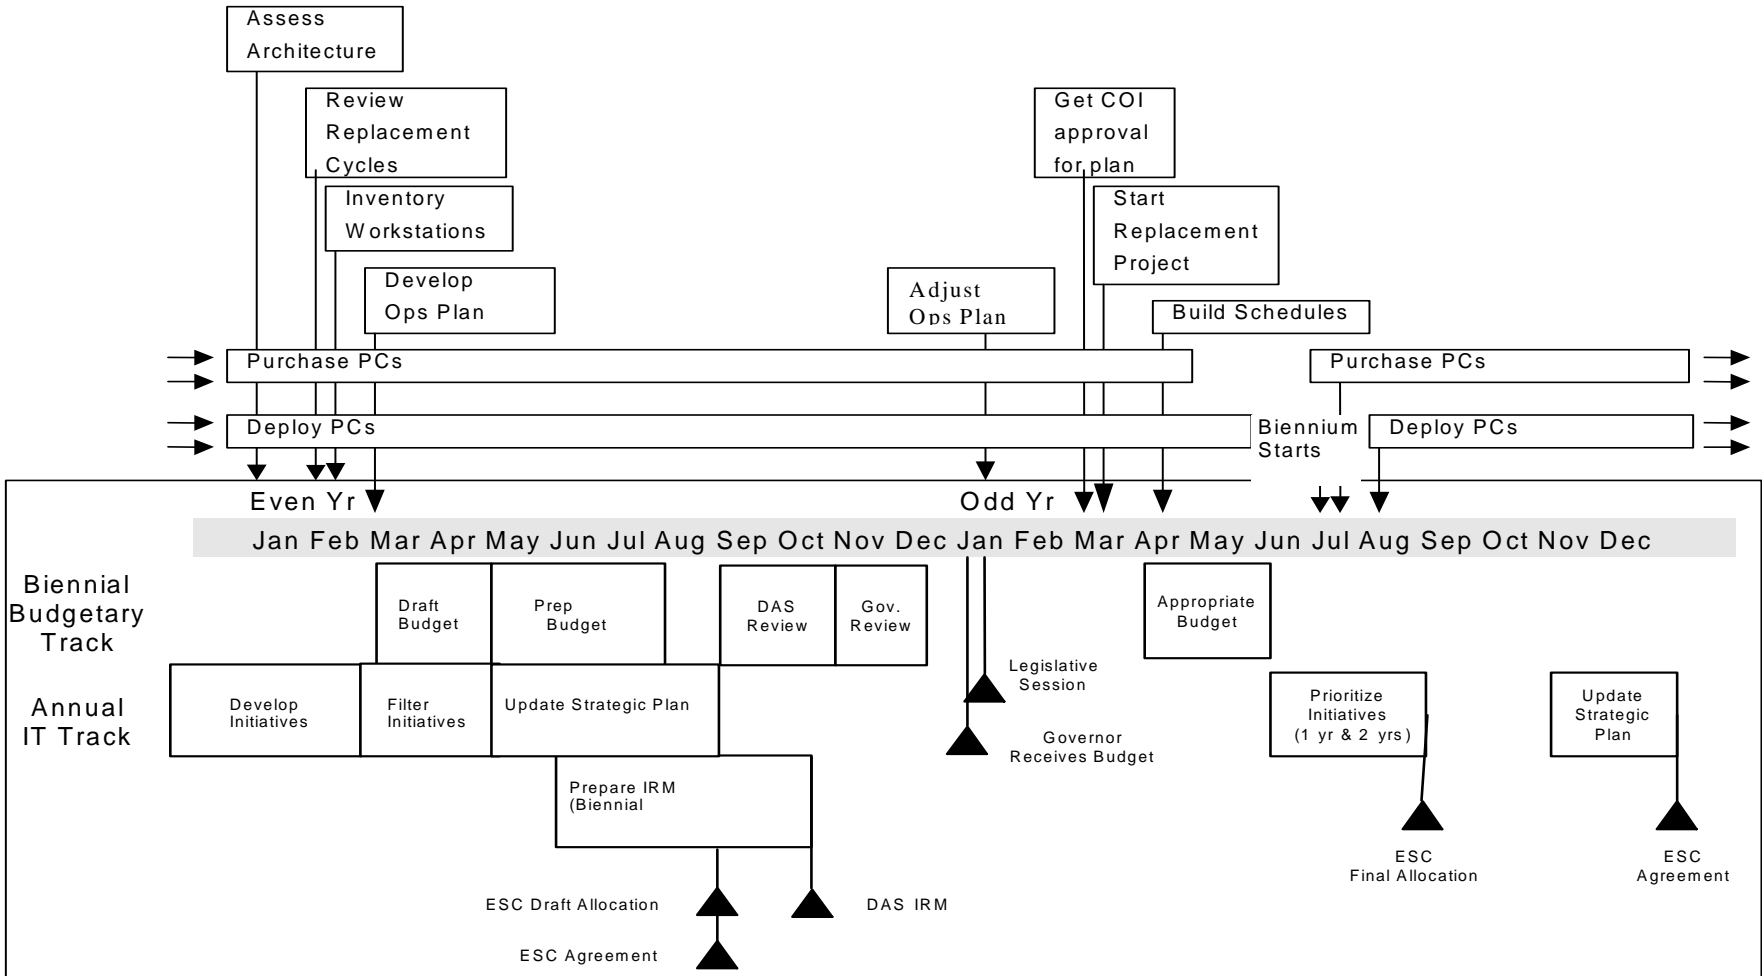 Assess
Architecture
Review
Replacement
Cycles
Get COI
approval
for plan
Inventory
Workstations
Start
Replacement
Project
Develop
Ops Plan
Adjust
Ops Plan
Build Schedules
Purchase PCs
Purchase PCs
Deploy PCs
Biennium
Starts
Deploy PCs
Even Yr
Odd Yr
Jan Feb Mar Apr May Jun Jul Aug Sep Oct Nov Dec Jan Feb Mar Apr May Jun Jul Aug Sep Oct Nov Dec
Biennial
Budgetary
Track
Draft
Budget
Prep
Budget
DAS
Review
Gov.
Review
Appropriate
Budget
Legislative
Session
Annual
IT Track
Develop
Initiatives
Filter
Initiatives
Update Strategic Plan
Governor
Receives Budget
Prioritize
Initiatives
(1 yr & 2 yrs)
Update
Strategic
Plan
Prepare IRM
(Biennial
ESC
Final Allocation
ESC
Agreement
ESC Draft Allocation
DAS IRM
ESC Agreement